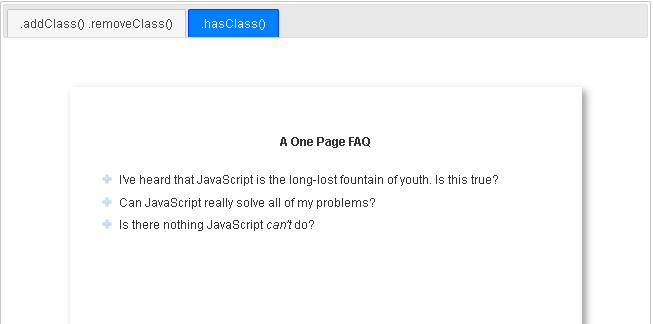 .addClass() .removeClass() .hasClass()
A One Page FAQ
I've heard that JavaScript is the long-lost fountain of youth. Is this true?
Can JavaScript really solve all of my problems?
Is there nothing JavaScript can't do?